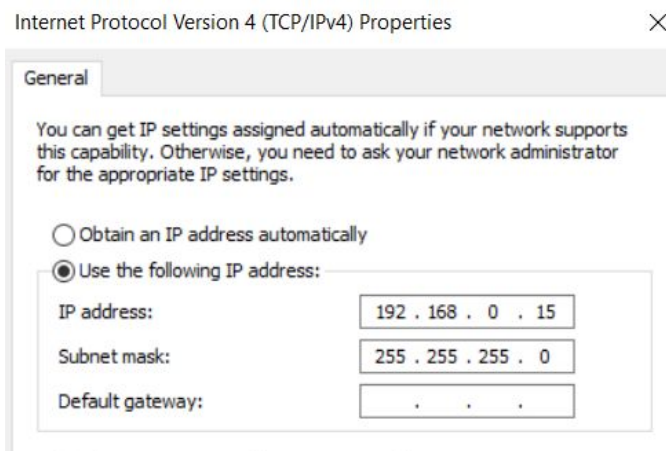 Internet Protocol Version 4 (TCP/IPv4) Properties
General
You can get IP settings assigned automatically if your network supports
this capability. Otherwise, you need to ask your network administrator
for the appropriate IP settings.
Obtain an IP address automatically
Use the following IP address:
IP address: 192 . 168 . 0 . 15
Subnet mask: 255 . 255 . 255 . 0
Default gateway: . . .